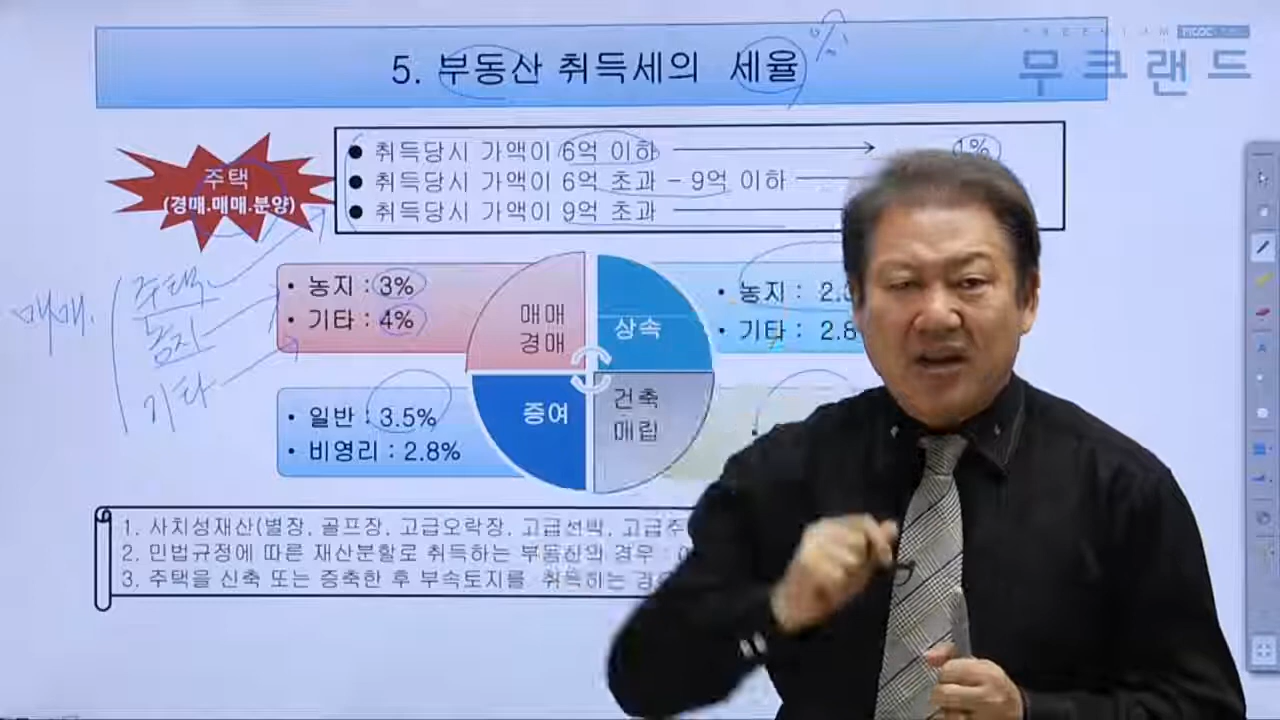 5. 부동산 취득세의 세율
%
무크랜드
주택
(경매.매매.분양)
● 취득당시 가액이 6억 이하 → 1%
● 취득당시 가액이 6억 초과 - 9억 이하
● 취득당시 가액이 9억 초과
매매.
주택
농지
기타
• 농지 : 3%
• 기타 : 4%
매매
경매
상속
• 농지 : 2.
• 기타 : 2.8
• 일반 : 3.5%
• 비영리 : 2.8%
증여
건축
매립
1. 사치성재산(별장, 골프장, 고급오락장, 고급선박, 고급주
2. 민법규정에 따른 재산분할로 취득하는 부동산의 경우 :
3. 주택을 신축 또는 증축한 후 부속토지를 취득하는 경